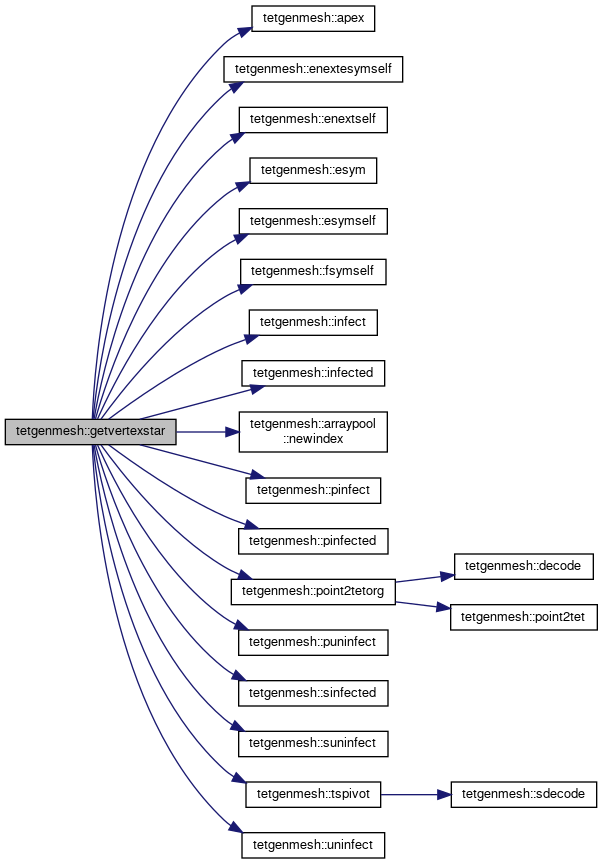 tetgenmesh::getvertexstar
tetgenmesh::apex
tetgenmesh::enextesymself
tetgenmesh::enextself
tetgenmesh::esym
tetgenmesh::esymself
tetgenmesh::fsymself
tetgenmesh::infect
tetgenmesh::infected
tetgenmesh::arraypool
::newindex
tetgenmesh::pinfect
tetgenmesh::pinfected
tetgenmesh::point2tetorg
tetgenmesh::decode
tetgenmesh::point2tet
tetgenmesh::puninfect
tetgenmesh::sinfected
tetgenmesh::suninfect
tetgenmesh::tspivot
tetgenmesh::sdecode
tetgenmesh::uninfect